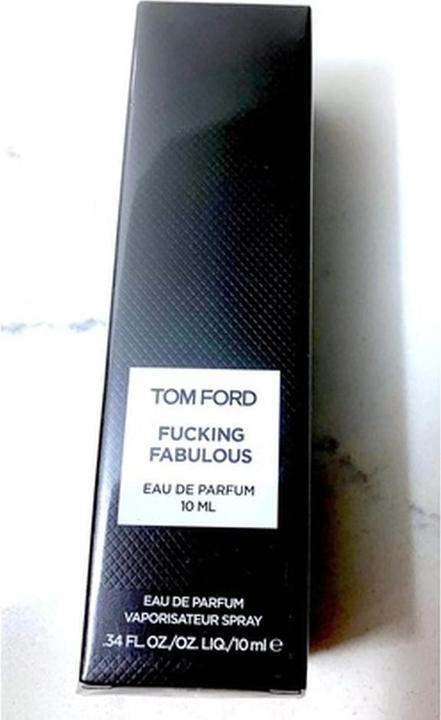 TOM FORD
FUCKING
FABULOUS
EAU DE PARFUM
10 ML
EAU DE PARFUM
VAPORISATEUR SPRAY
.34 FL. OZ./OZ. LIQ./10 ml ℮